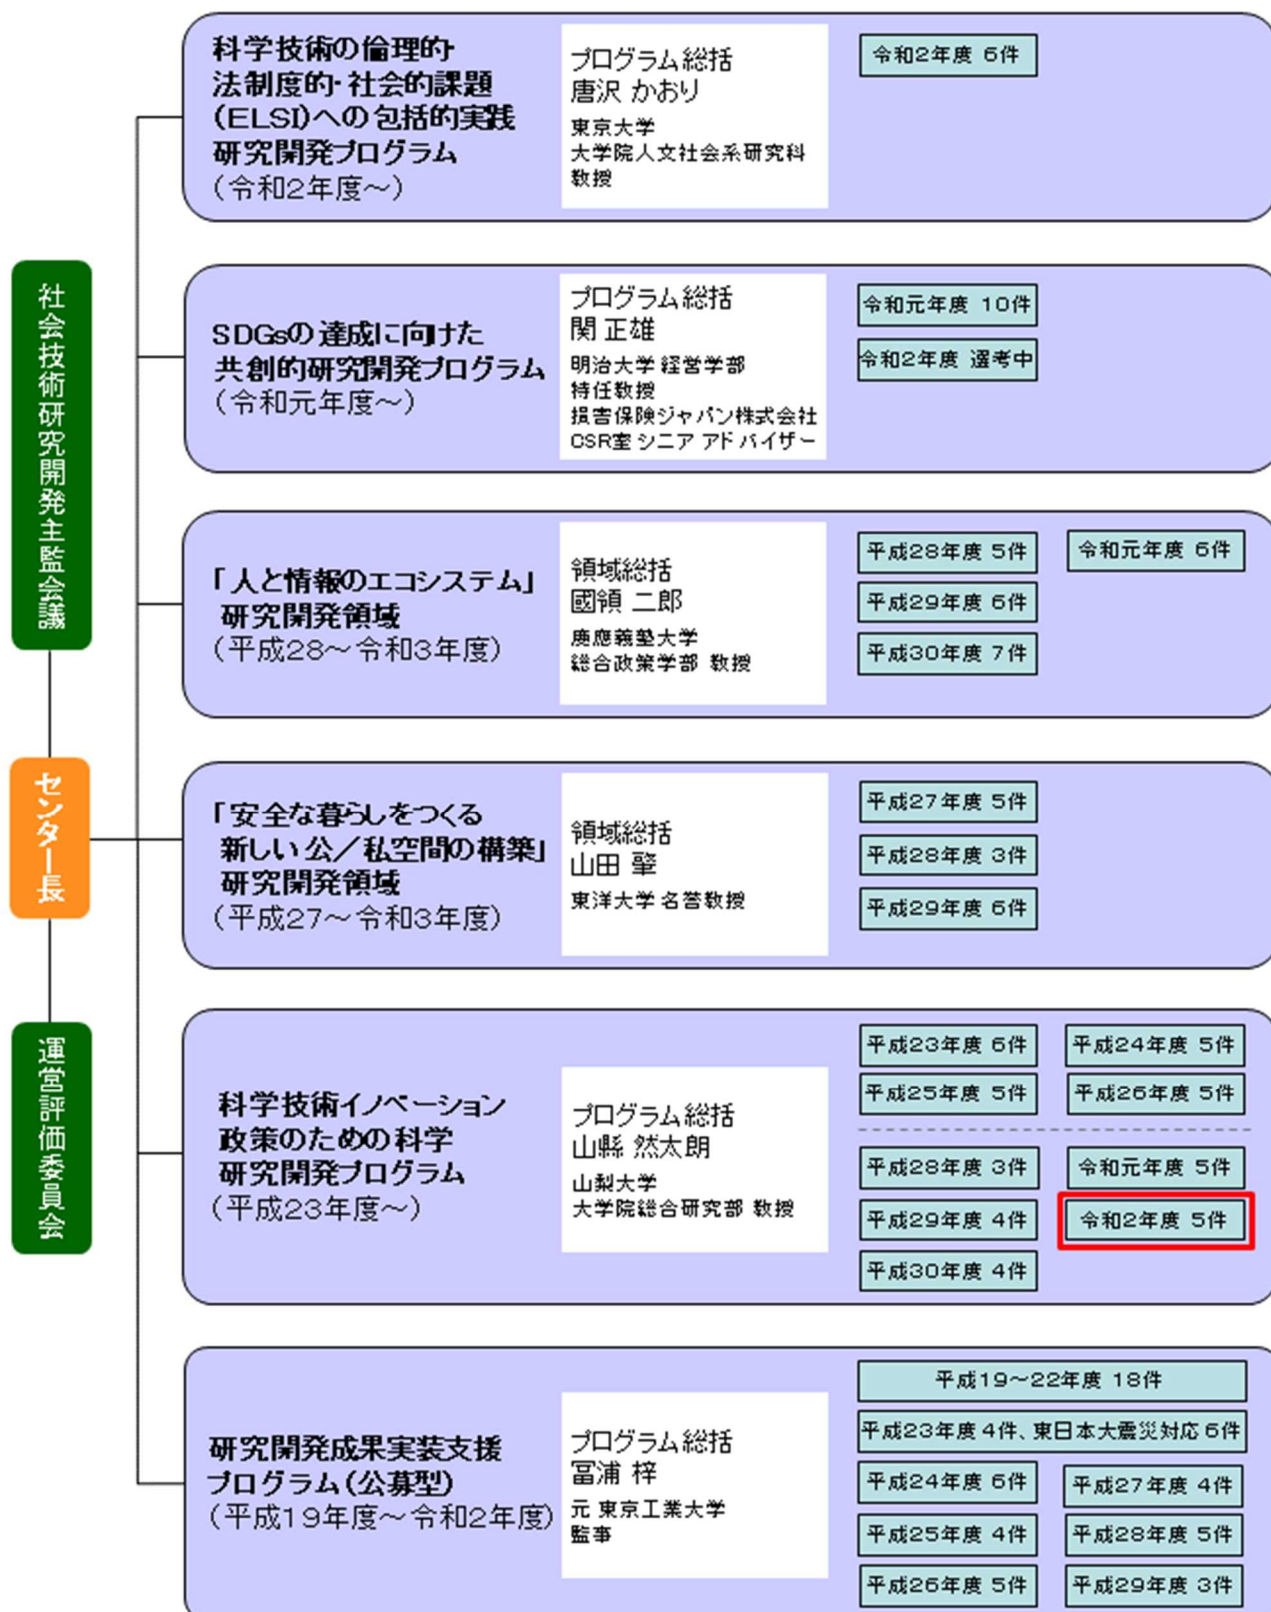 社会技術研究開発主監会議
センター長
運営評価委員会
科学技術の倫理的・
法制度的・社会的課題
(ELSI)への包括的実践
研究開発プログラム
(令和2年度～)
プログラム総括
唐沢 かおり
東京大学
大学院人文社会系研究科
教授
令和2年度 6件
SDGsの達成に向けた
共創的研究開発プログラム
(令和元年度～)
プログラム総括
関 正雄
明治大学 経営学部
特任教授
損害保険ジャパン株式会社
CSR室 シニア アドバイザー
令和元年度 10件
令和2年度 選考中
「人と情報のエコシステム」
研究開発領域
(平成28～令和3年度)
領域総括
國領 二郎
慶應義塾大学
総合政策学部 教授
平成28年度 5件
令和元年度 6件
平成29年度 6件
平成30年度 7件
「安全な暮らしをつくる
新しい公／私空間の構築」
研究開発領域
(平成27～令和3年度)
領域総括
山田 肇
東洋大学 名誉教授
平成27年度 5件
平成28年度 3件
平成29年度 6件
科学技術イノベーション
政策のための科学
研究開発プログラム
(平成23年度～)
プログラム総括
山縣 然太朗
山梨大学
大学院総合研究部 教授
平成23年度 6件
平成24年度 5件
平成25年度 5件
平成26年度 5件
平成28年度 3件
令和元年度 5件
平成29年度 4件
令和2年度 5件
平成30年度 4件
研究開発成果実装支援
プログラム(公募型)
(平成19年度～令和2年度)
プログラム総括
冨浦 梓
元 東京工業大学
監事
平成19～22年度 18件
平成23年度 4件、東日本大震災対応 6件
平成24年度 6件
平成27年度 4件
平成25年度 4件
平成28年度 5件
平成26年度 5件
平成29年度 3件